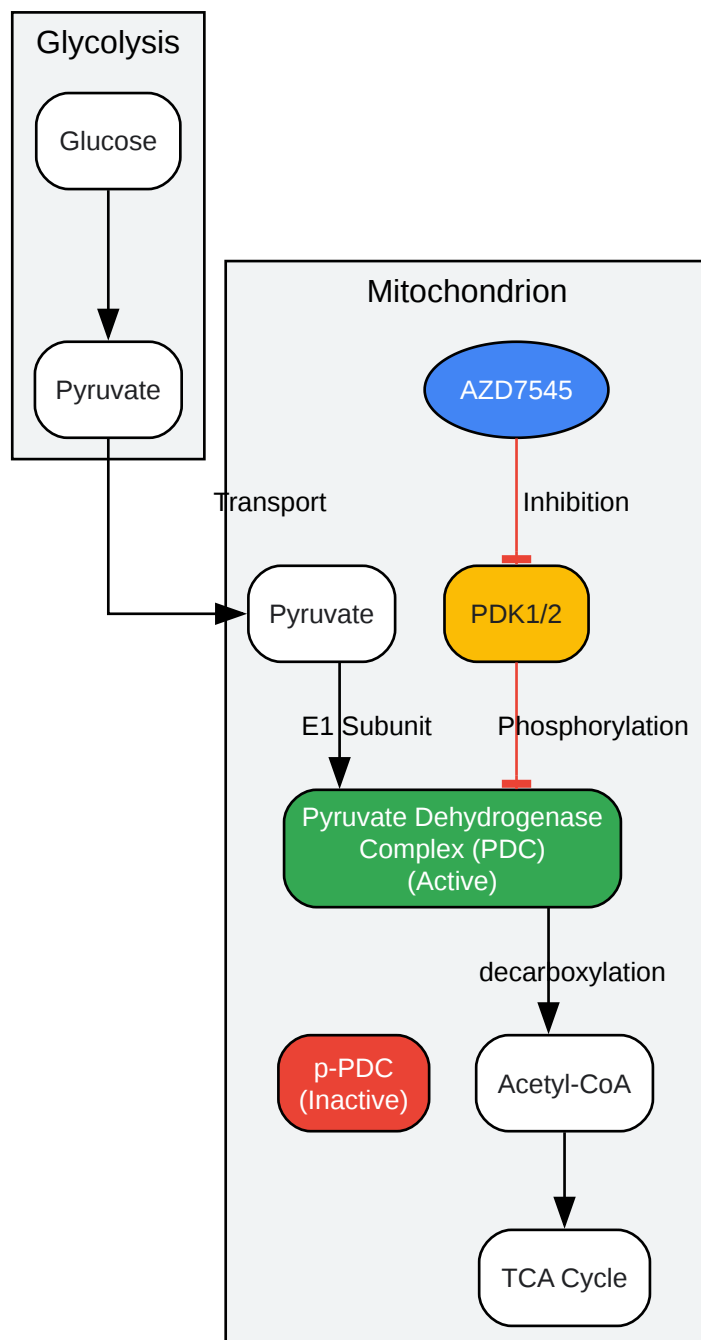 Glycolysis
Glucose
Pyruvate
Mitochondrion
AZD7545
Transport
Inhibition
Pyruvate
PDK1/2
E1 Subunit
Phosphorylation
Pyruvate Dehydrogenase
Complex (PDC)
(Active)
decarboxylation
p-PDC
(Inactive)
Acetyl-CoA
TCA Cycle